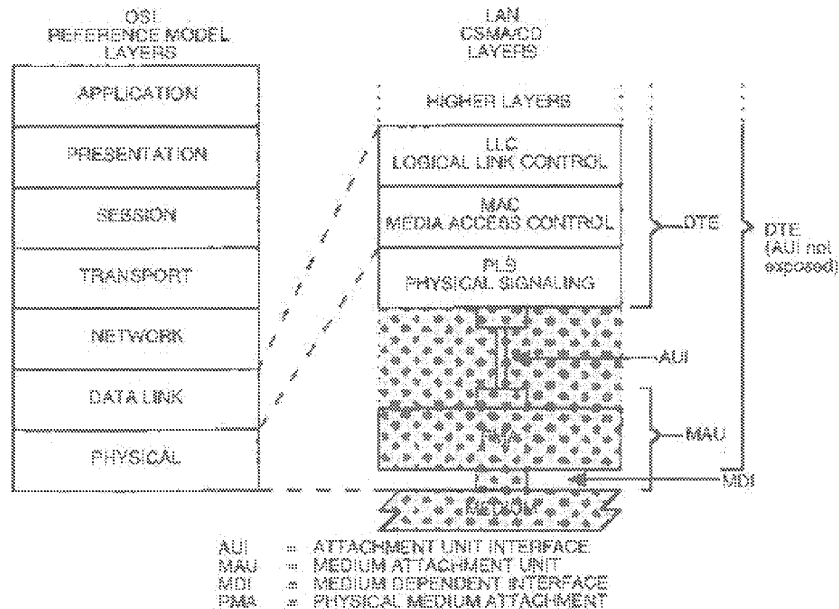 OSI
REFERENCE MODEL
LAYERS
APPLICATION
PRESENTATION
SESSION
TRANSPORT
NETWORK
DATA LINK
PHYSICAL
LAN
CSMA/CD
LAYERS
HIGHER LAYERS
LLC
LOGICAL LINK CONTROL
MAC
MEDIA ACCESS CONTROL
PLS
PHYSICAL SIGNALING
PMA
MEDIUM
DTE
DTE
(AUI not
exposed)
AUI
MAU
MDI
AUI = ATTACHMENT UNIT INTERFACE
MAU = MEDIUM ATTACHMENT UNIT
MDI = MEDIUM DEPENDENT INTERFACE
PMA = PHYSICAL MEDIUM ATTACHMENT